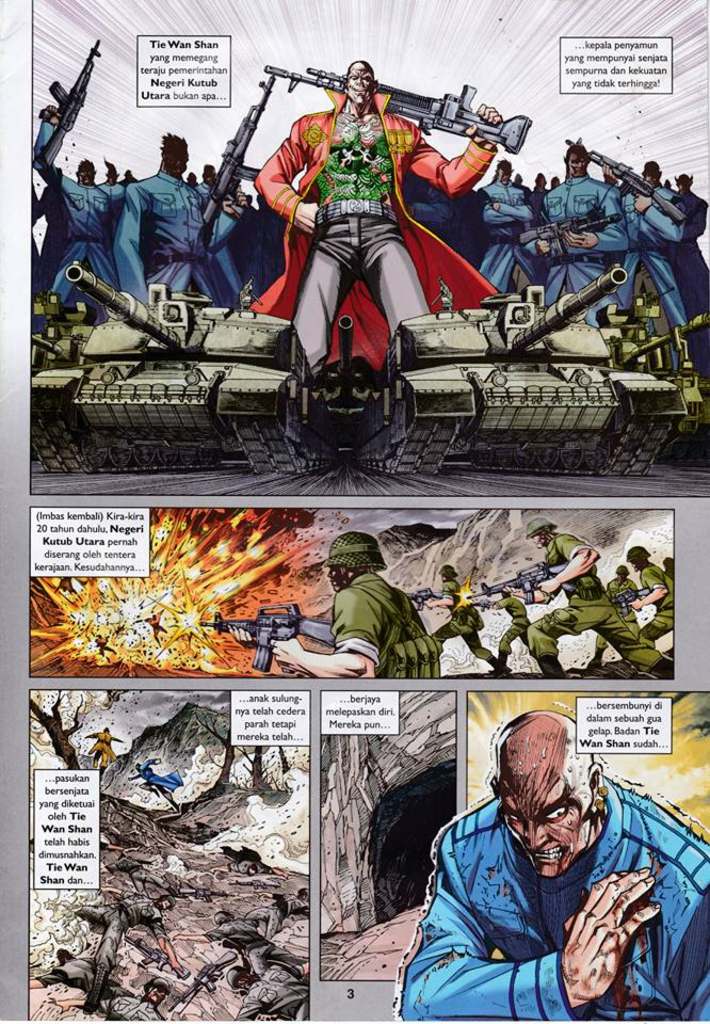 Tie Wan Shan
yang memegang
teraju pemerintahan
Negeri Kutub
Utara bukan apa...
...kepala penyamun
yang mempunyai senjata
sempurna dan kekuatan
yang tidak terhingga!
(Imbas kembali) Kira-kira
20 tahun dahulu, Negeri
Kutub Utara pernah
diserang oleh tentera
kerajaan. Kesudahannya...
...pasukan
bersenjata
yang diketuai
oleh Tie
Wan Shan
telah habis
dimusnahkan.
Tie Wan
Shan dan...
...anak sulung-
nya telah cedera
parah tetapi
mereka telah...
...berjaya
melepaskan diri.
Mereka pun...
...bersembunyi di
dalam sebuah gua
gelap. Badan Tie
Wan Shan sudah...
3